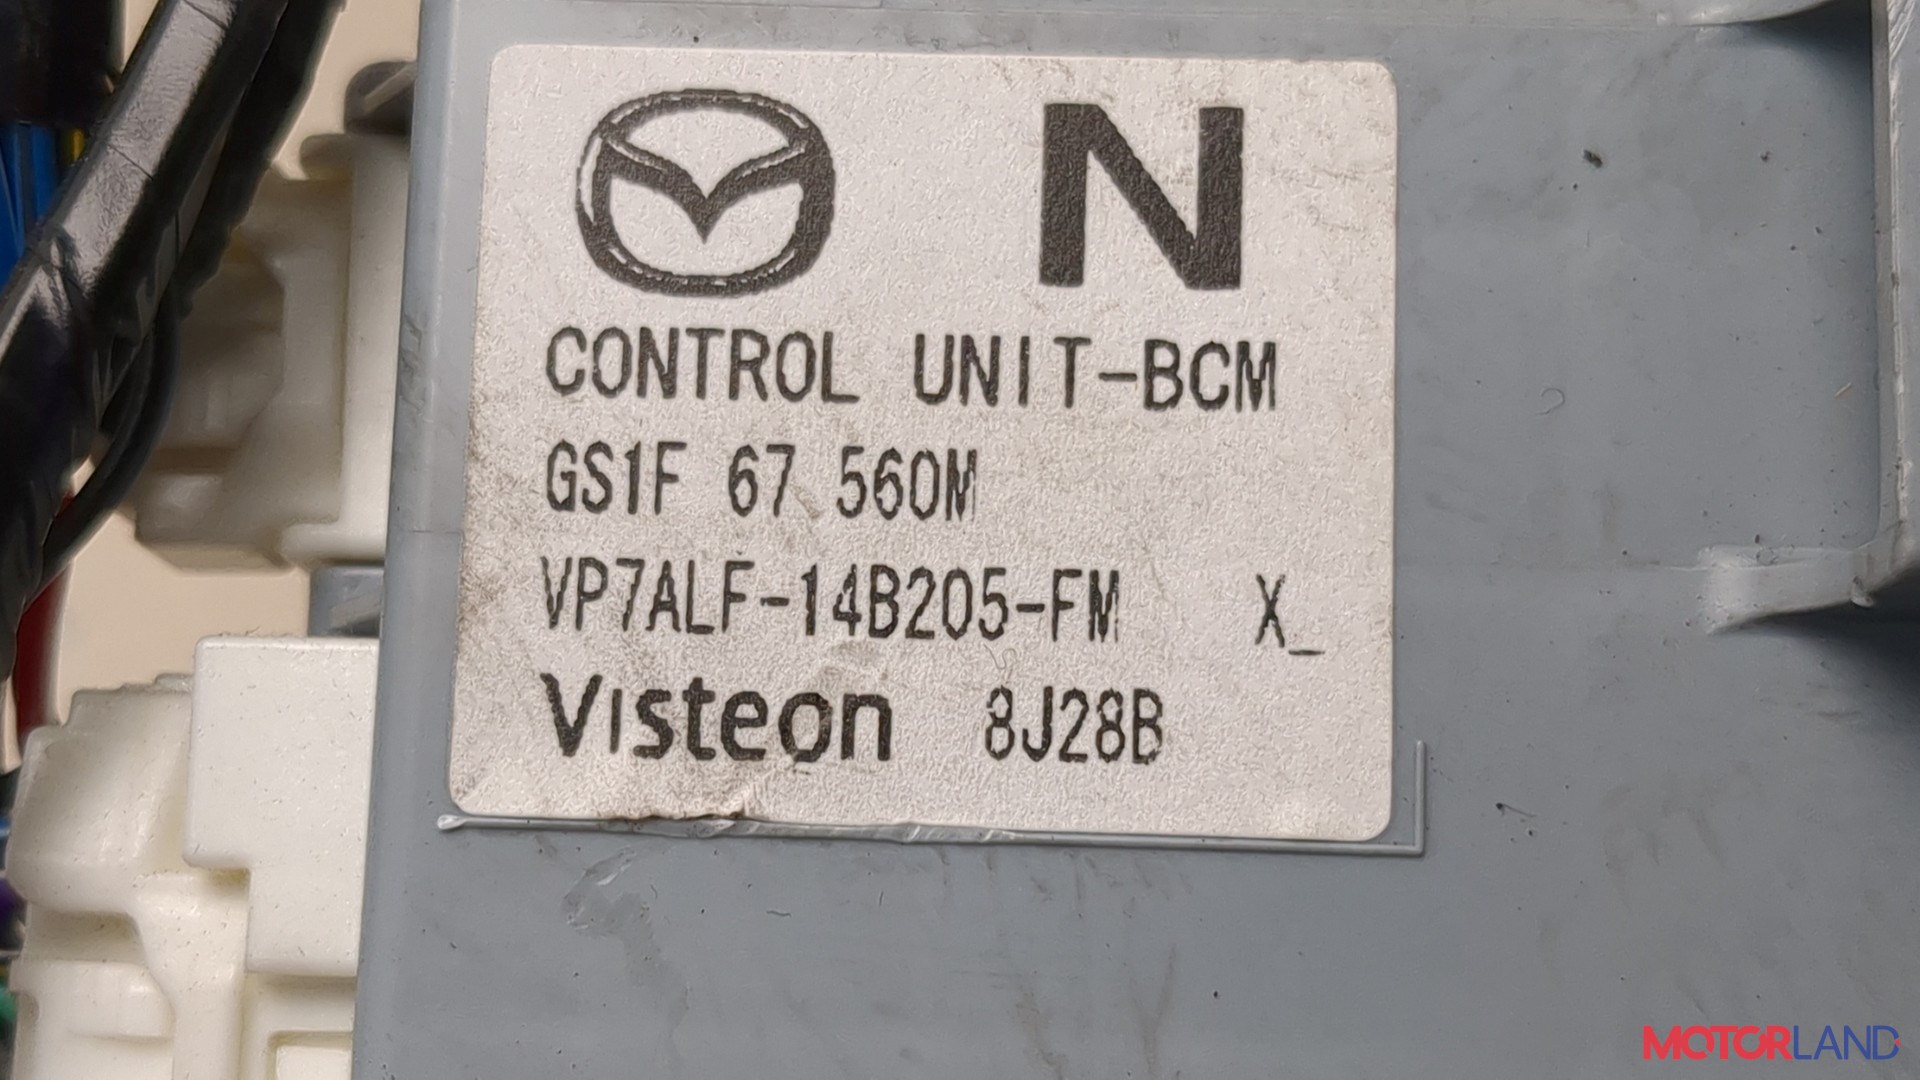 N
CONTROL UNIT-BCM
GS1F 67 560M
VP7ALF-14B205-FM X_
Visteon 8J28B
MOTORLAND